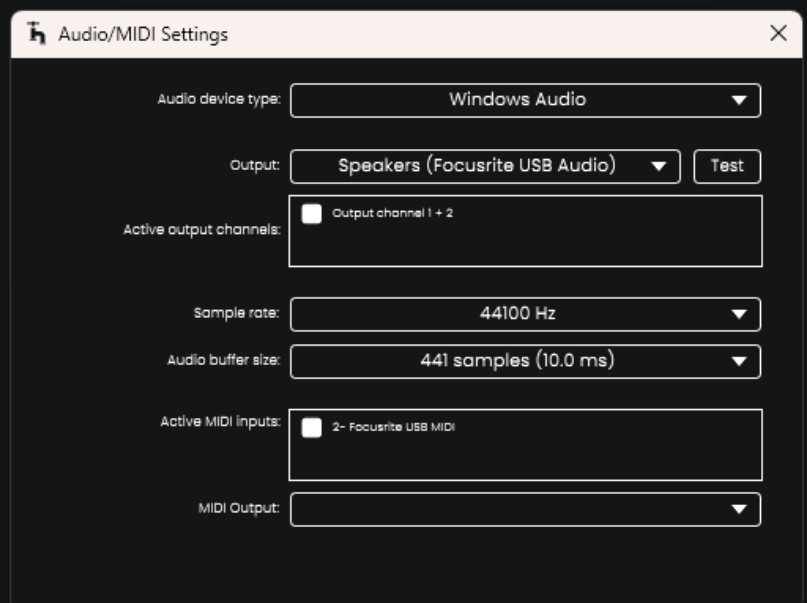 Audio/MIDI Settings
Audio device type: Windows Audio
Output: Speakers (Focusrite USB Audio) Test
Output channel 1 + 2
Active output channels:
Sample rate: 44100 Hz
Audio buffer size: 441 samples (10.0 ms)
Active MIDI inputs: 2- Focusrite USB MIDI
MIDI Output: